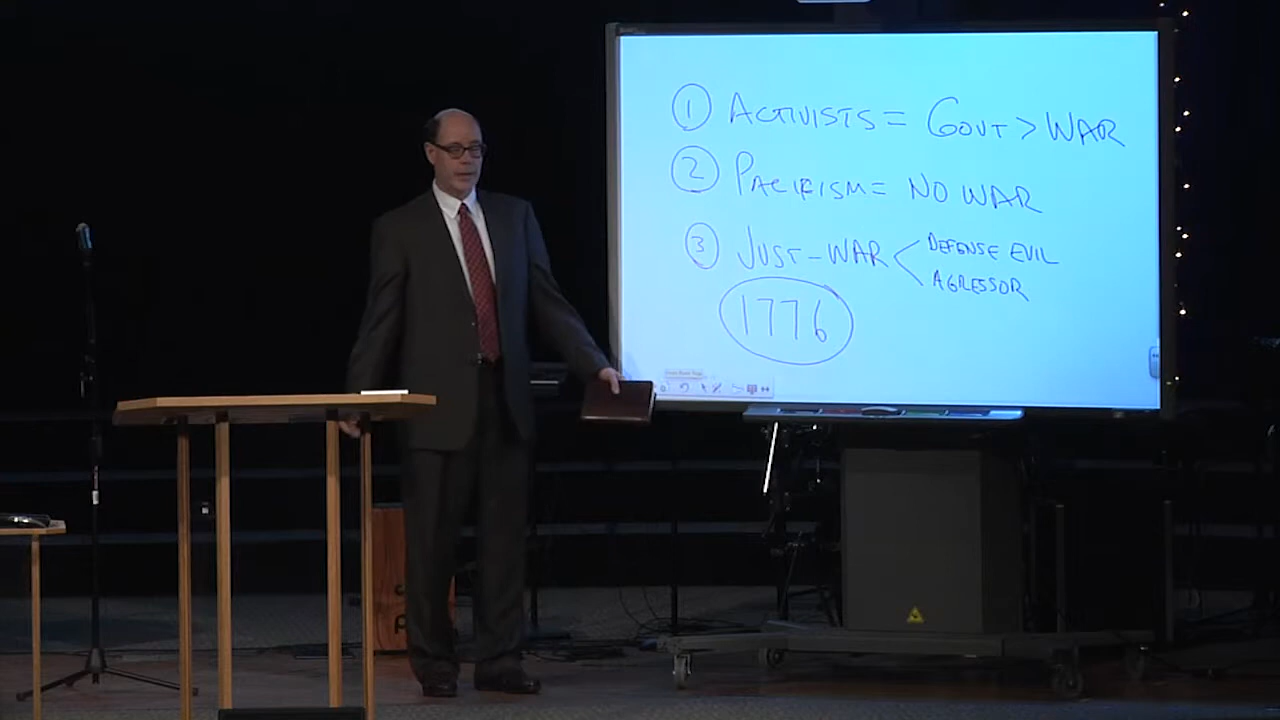 ① ACTIVISTS = GOVT > WAR
② PACIFISM = NO WAR
③ JUST-WAR < DEFENSE EVIL
AGRESSOR
1776